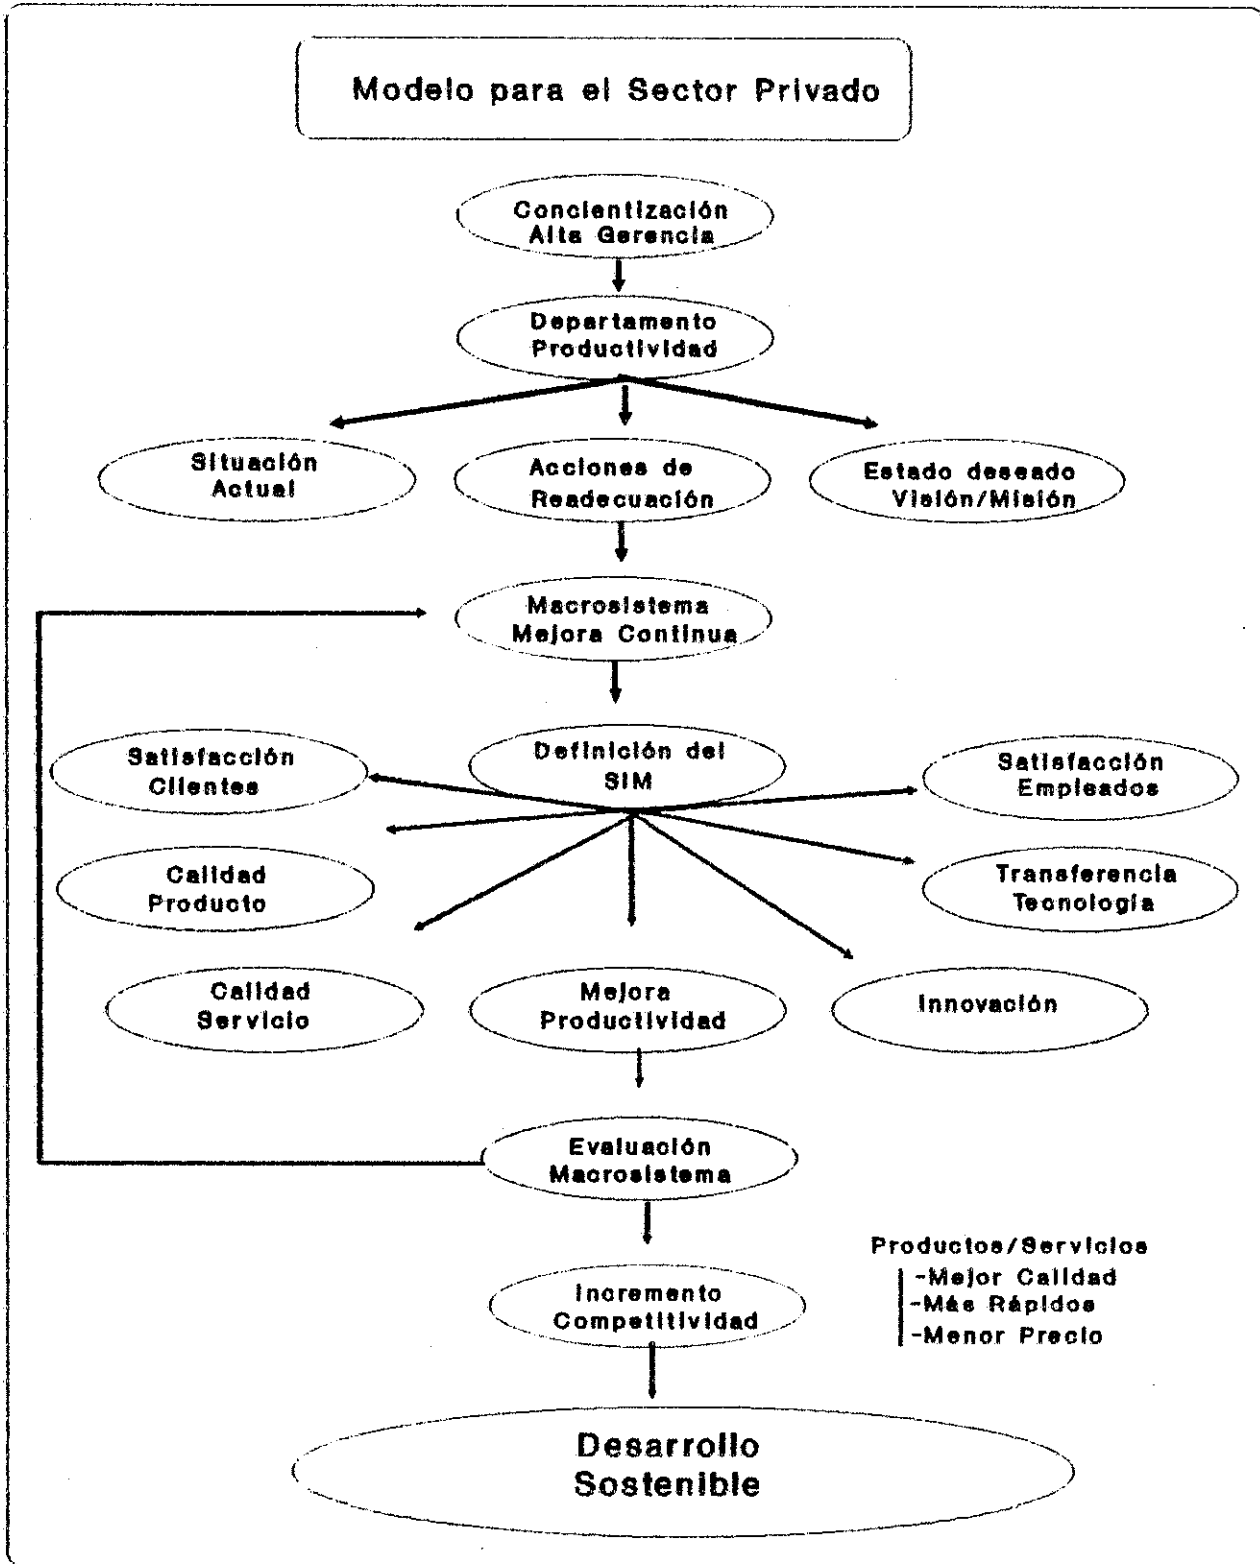 Modelo para el Sector Privado
Concientización
Alta Gerencia
Departamento
Productividad
Situación
Actual
Acciones de
Readecuación
Estado deseado
Visión/Misión
Macrosistema
Mejora Continua
Satisfacción
Clientes
Definición del
SIM
Satisfacción
Empleados
Calidad
Producto
Transferencia
Tecnología
Calidad
Servicio
Mejora
Productividad
Innovación
Evaluación
Macrosistema
Productos/Servicios
-Mejor Calidad
-Más Rápidos
-Menor Precio
Incremento
Competitividad
Desarrollo
Sostenible